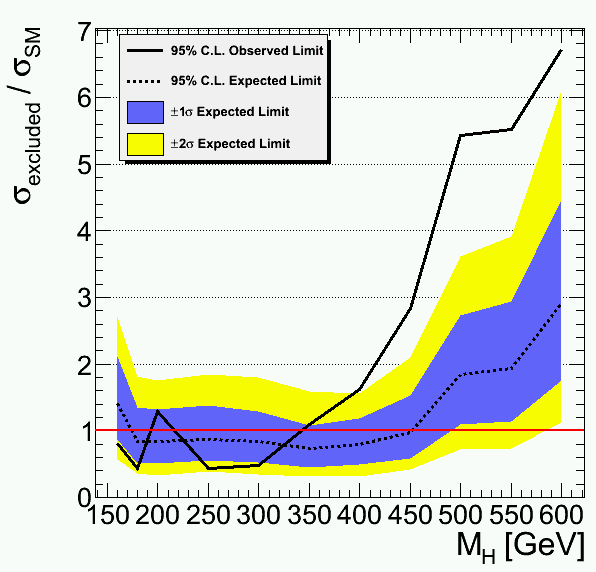 σexcluded / σSM
7
6
5
4
3
2
1
0
95% C.L. Observed Limit
95% C.L. Expected Limit
±1σ Expected Limit
±2σ Expected Limit
150 200 250 300 350 400 450 500 550 600
MH [GeV]